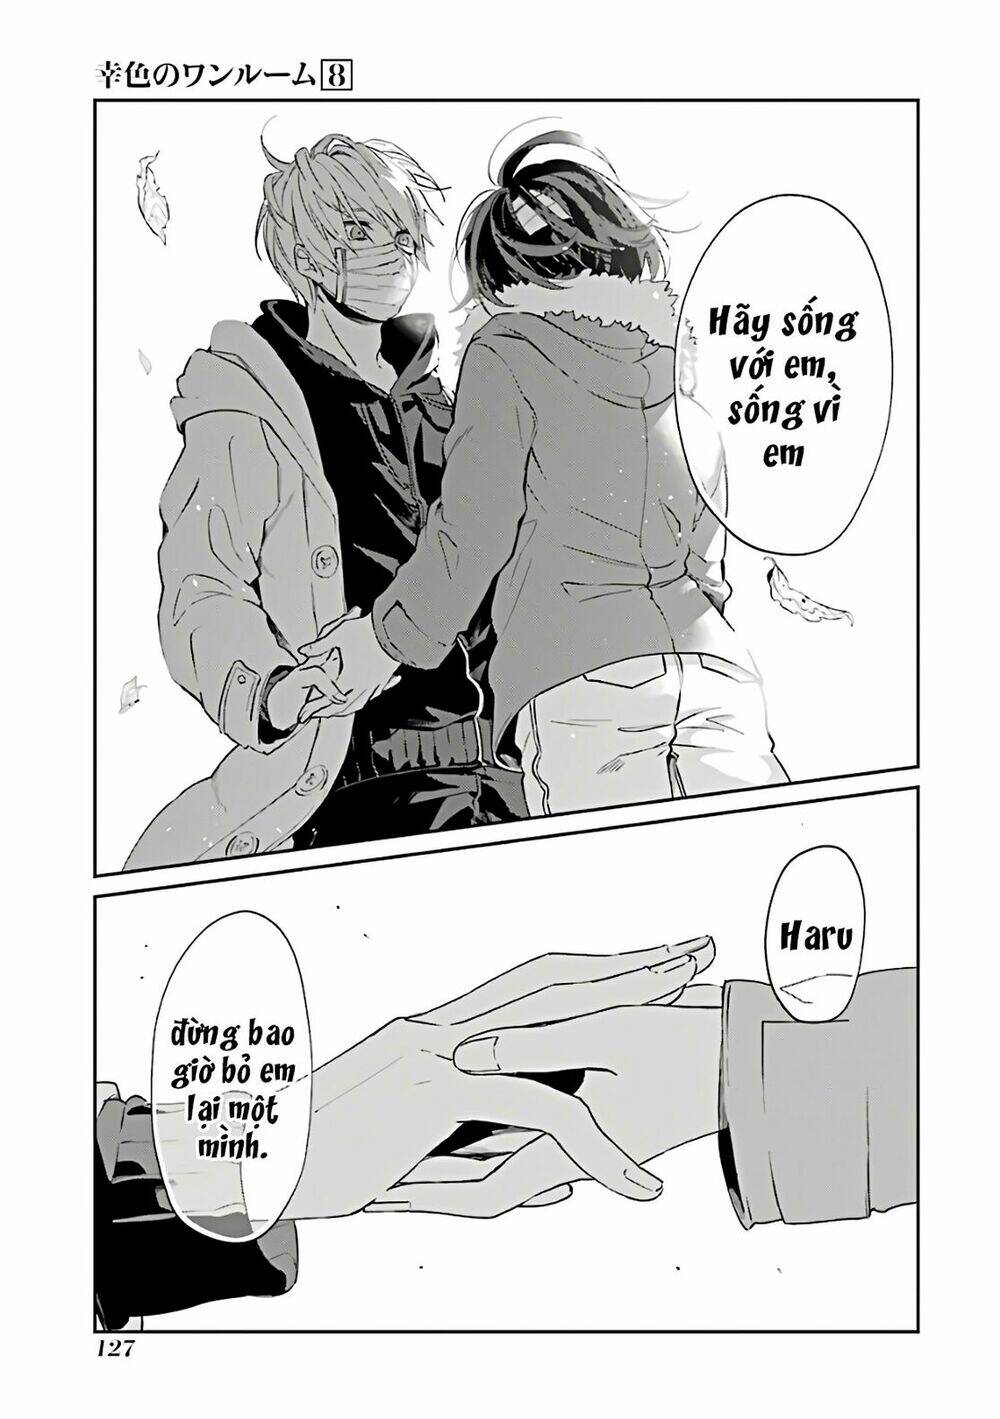 幸色のワンルーム 8
Hãy sống
với em,
sống vì
em
Haru
đừng bao
giờ bỏ em
lại một
mình.
127